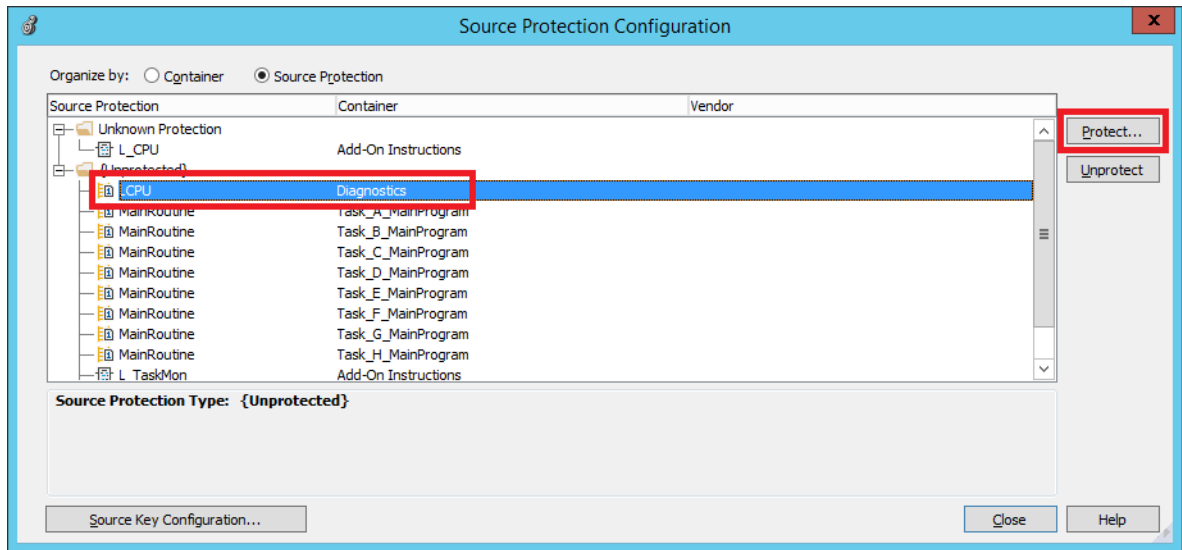 Source Protection Configuration
x
Organize by: Container Source Protection
Source Protection Container Vendor
Unknown Protection
L_CPU Add-On Instructions
{Unprotected}
CPU Diagnostics
MainRoutine Task_A_MainProgram
MainRoutine Task_B_MainProgram
MainRoutine Task_C_MainProgram
MainRoutine Task_D_MainProgram
MainRoutine Task_E_MainProgram
MainRoutine Task_F_MainProgram
MainRoutine Task_G_MainProgram
MainRoutine Task_H_MainProgram
L_TaskMon Add-On Instructions
Protect...
Unprotect
Source Protection Type: {Unprotected}
Source Key Configuration...
Close
Help